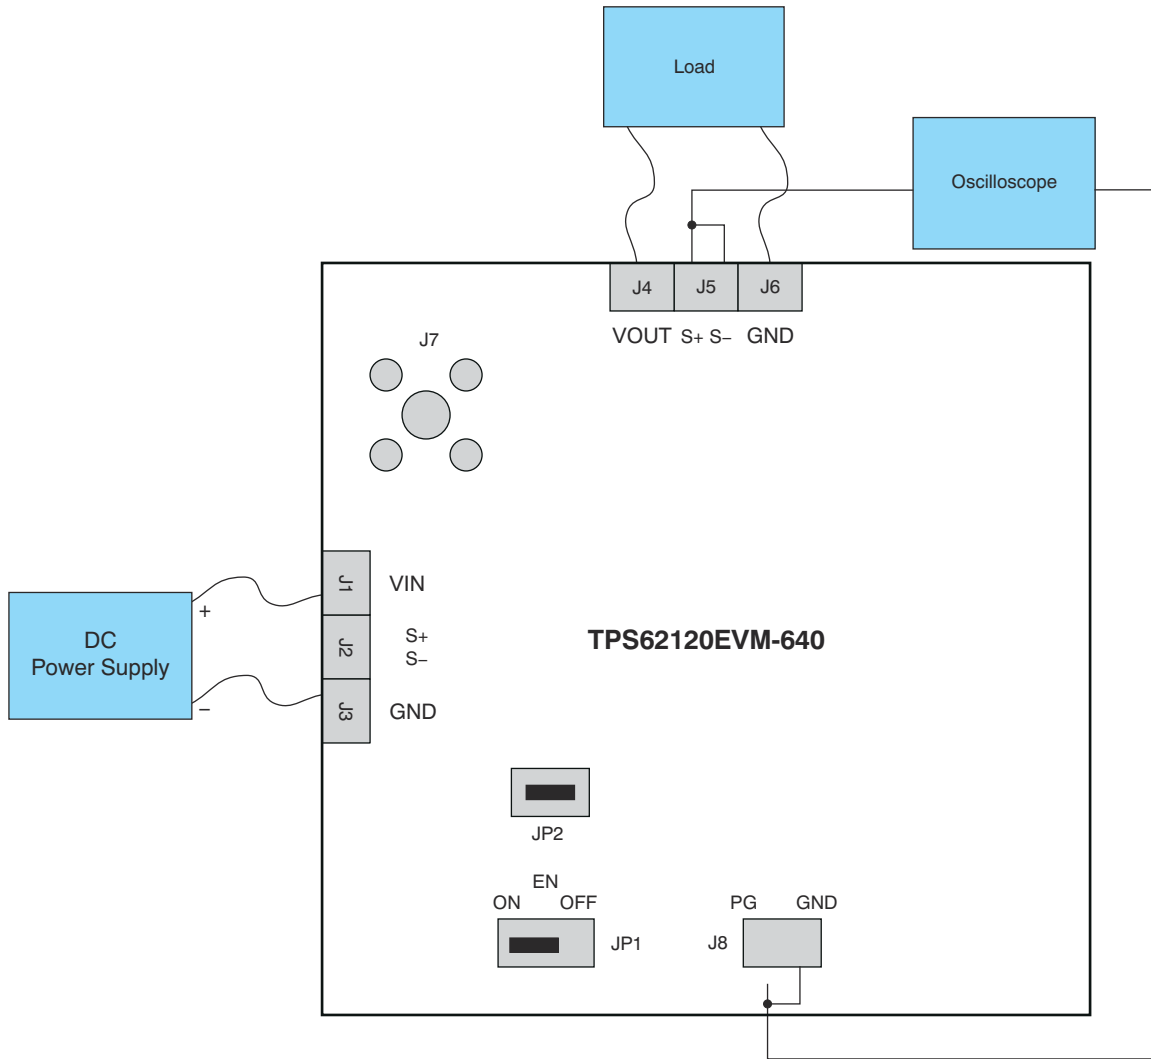 Load
Oscilloscope
J4
J5
J6
VOUT
S+ S–
GND
J7
J1
VIN
+
DC
Power Supply
–
J2
S+
S–
J3
GND
TPS62120EVM-640
JP2
EN
ON
OFF
JP1
PG
GND
J8